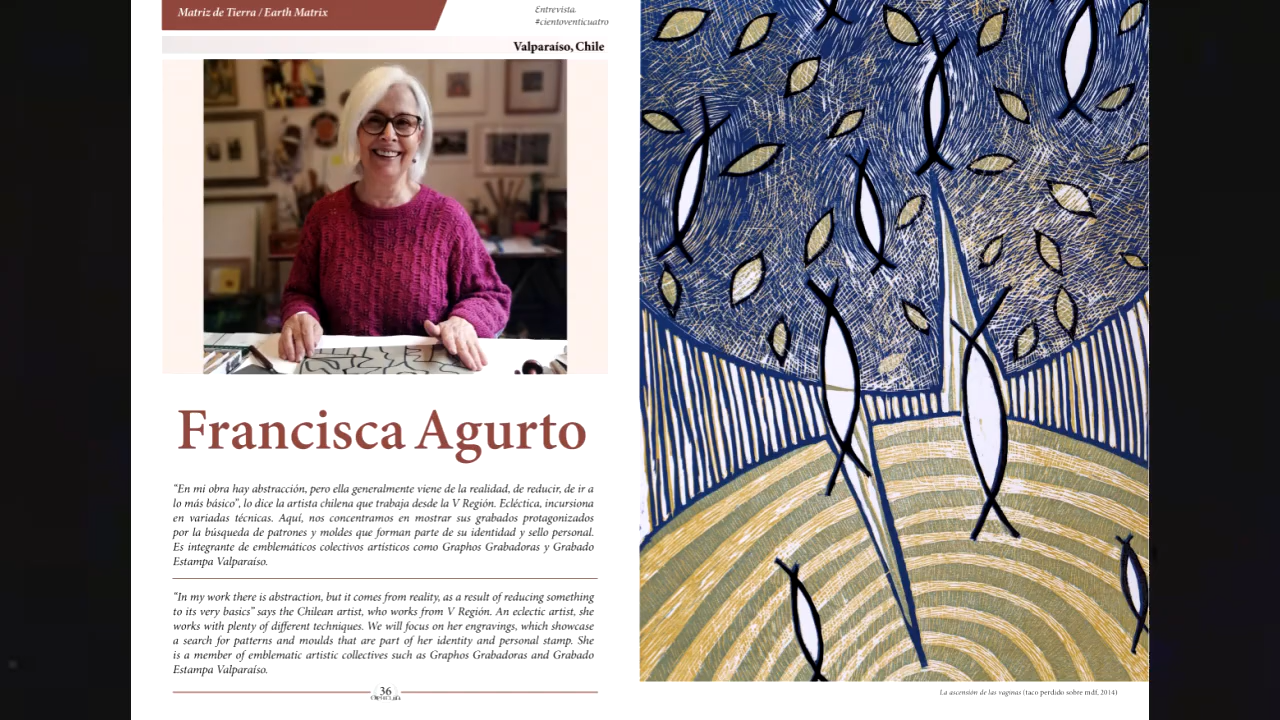 Matriz de Tierra / Earth Matrix
Entrevista.
#cientoventicuatro
Valparaíso, Chile
Francisca Agurto
"En mi obra hay abstracción, pero ella generalmente viene de la realidad, de reducir, de ir a
lo más básico", lo dice la artista chilena que trabaja desde la V Región. Ecléctica, incursiona
en variadas técnicas. Aquí, nos concentramos en mostrar sus grabados protagonizados
por la búsqueda de patrones y moldes que forman parte de su identidad y sello personal.
Es integrante de emblemáticos colectivos artísticos como Graphos Grabadoras y Grabado
Estampa Valparaíso.
"In my work there is abstraction, but it comes from reality, as a result of reducing something
to its very basics" says the Chilean artist, who works from V Región. An eclectic artist, she
works with plenty of different techniques. We will focus on her engravings, which showcase
a search for patterns and moulds that are part of her identity and personal stamp. She
is a member of emblematic artistic collectives such as Graphos Grabadoras and Grabado
Estampa Valparaíso.
36
La ascensión de las vaginas (taco perdido sobre mdf, 2014)